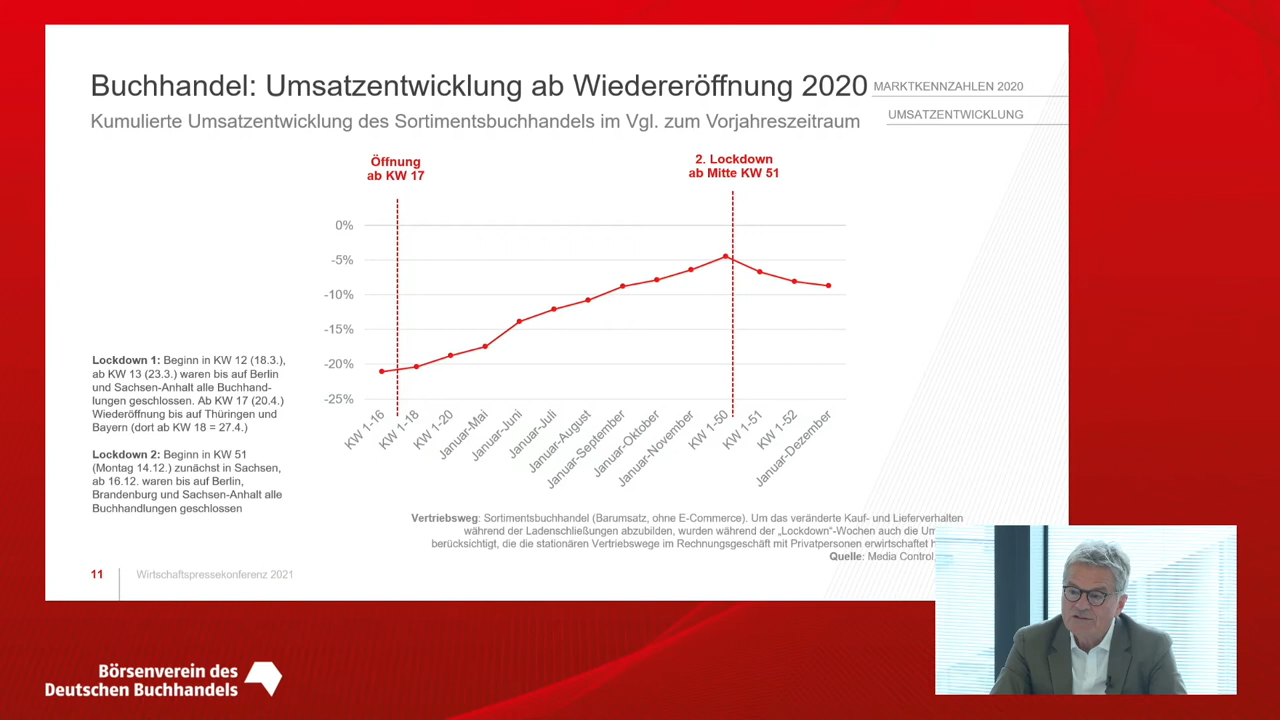 Buchhandel: Umsatzentwicklung ab Wiedereröffnung 2020
MARKTKENNZAHLEN 2020
Kumulierte Umsatzentwicklung des Sortimentsbuchhandels im Vgl. zum Vorjahreszeitraum
UMSATZENTWICKLUNG
Öffnung
ab KW 17
2. Lockdown
ab Mitte KW 51
0%
-5%
-10%
-15%
-20%
-25%
KW 1-16
KW 1-18
KW 1-20
Januar-Mai
Januar-Juni
Januar-Juli
Januar-August
Januar-September
Januar-Oktober
Januar-November
KW 1-50
KW 1-51
KW 1-52
Januar-Dezember
Lockdown 1: Beginn in KW 12 (18.3.),
ab KW 13 (23.3.) waren bis auf Berlin
und Sachsen-Anhalt alle Buchhand-
lungen geschlossen. Ab KW 17 (20.4.)
Wiederöffnung bis auf Thüringen und
Bayern (dort ab KW 18 = 27.4.)
Lockdown 2: Beginn in KW 51
(Montag 14.12.) zunächst in Sachsen,
ab 16.12. waren bis auf Berlin,
Brandenburg und Sachsen-Anhalt alle
Buchhandlungen geschlossen
Vertriebsweg: Sortimentsbuchhandel (Barumsatz, ohne E-Commerce). Um das veränderte Kauf- und Lieferverhalten
während der Ladenschließungen abzubilden, wurden während der „Lockdown“-Wochen auch die
berücksichtigt, die die stationären Vertriebswege im Rechnungsgeschäft mit Privatpersonen erwirtschaftet
Quelle: Media Control,
11
Wirtschaftspressekonferenz 2021
Börsenverein des
Deutschen Buchhandels